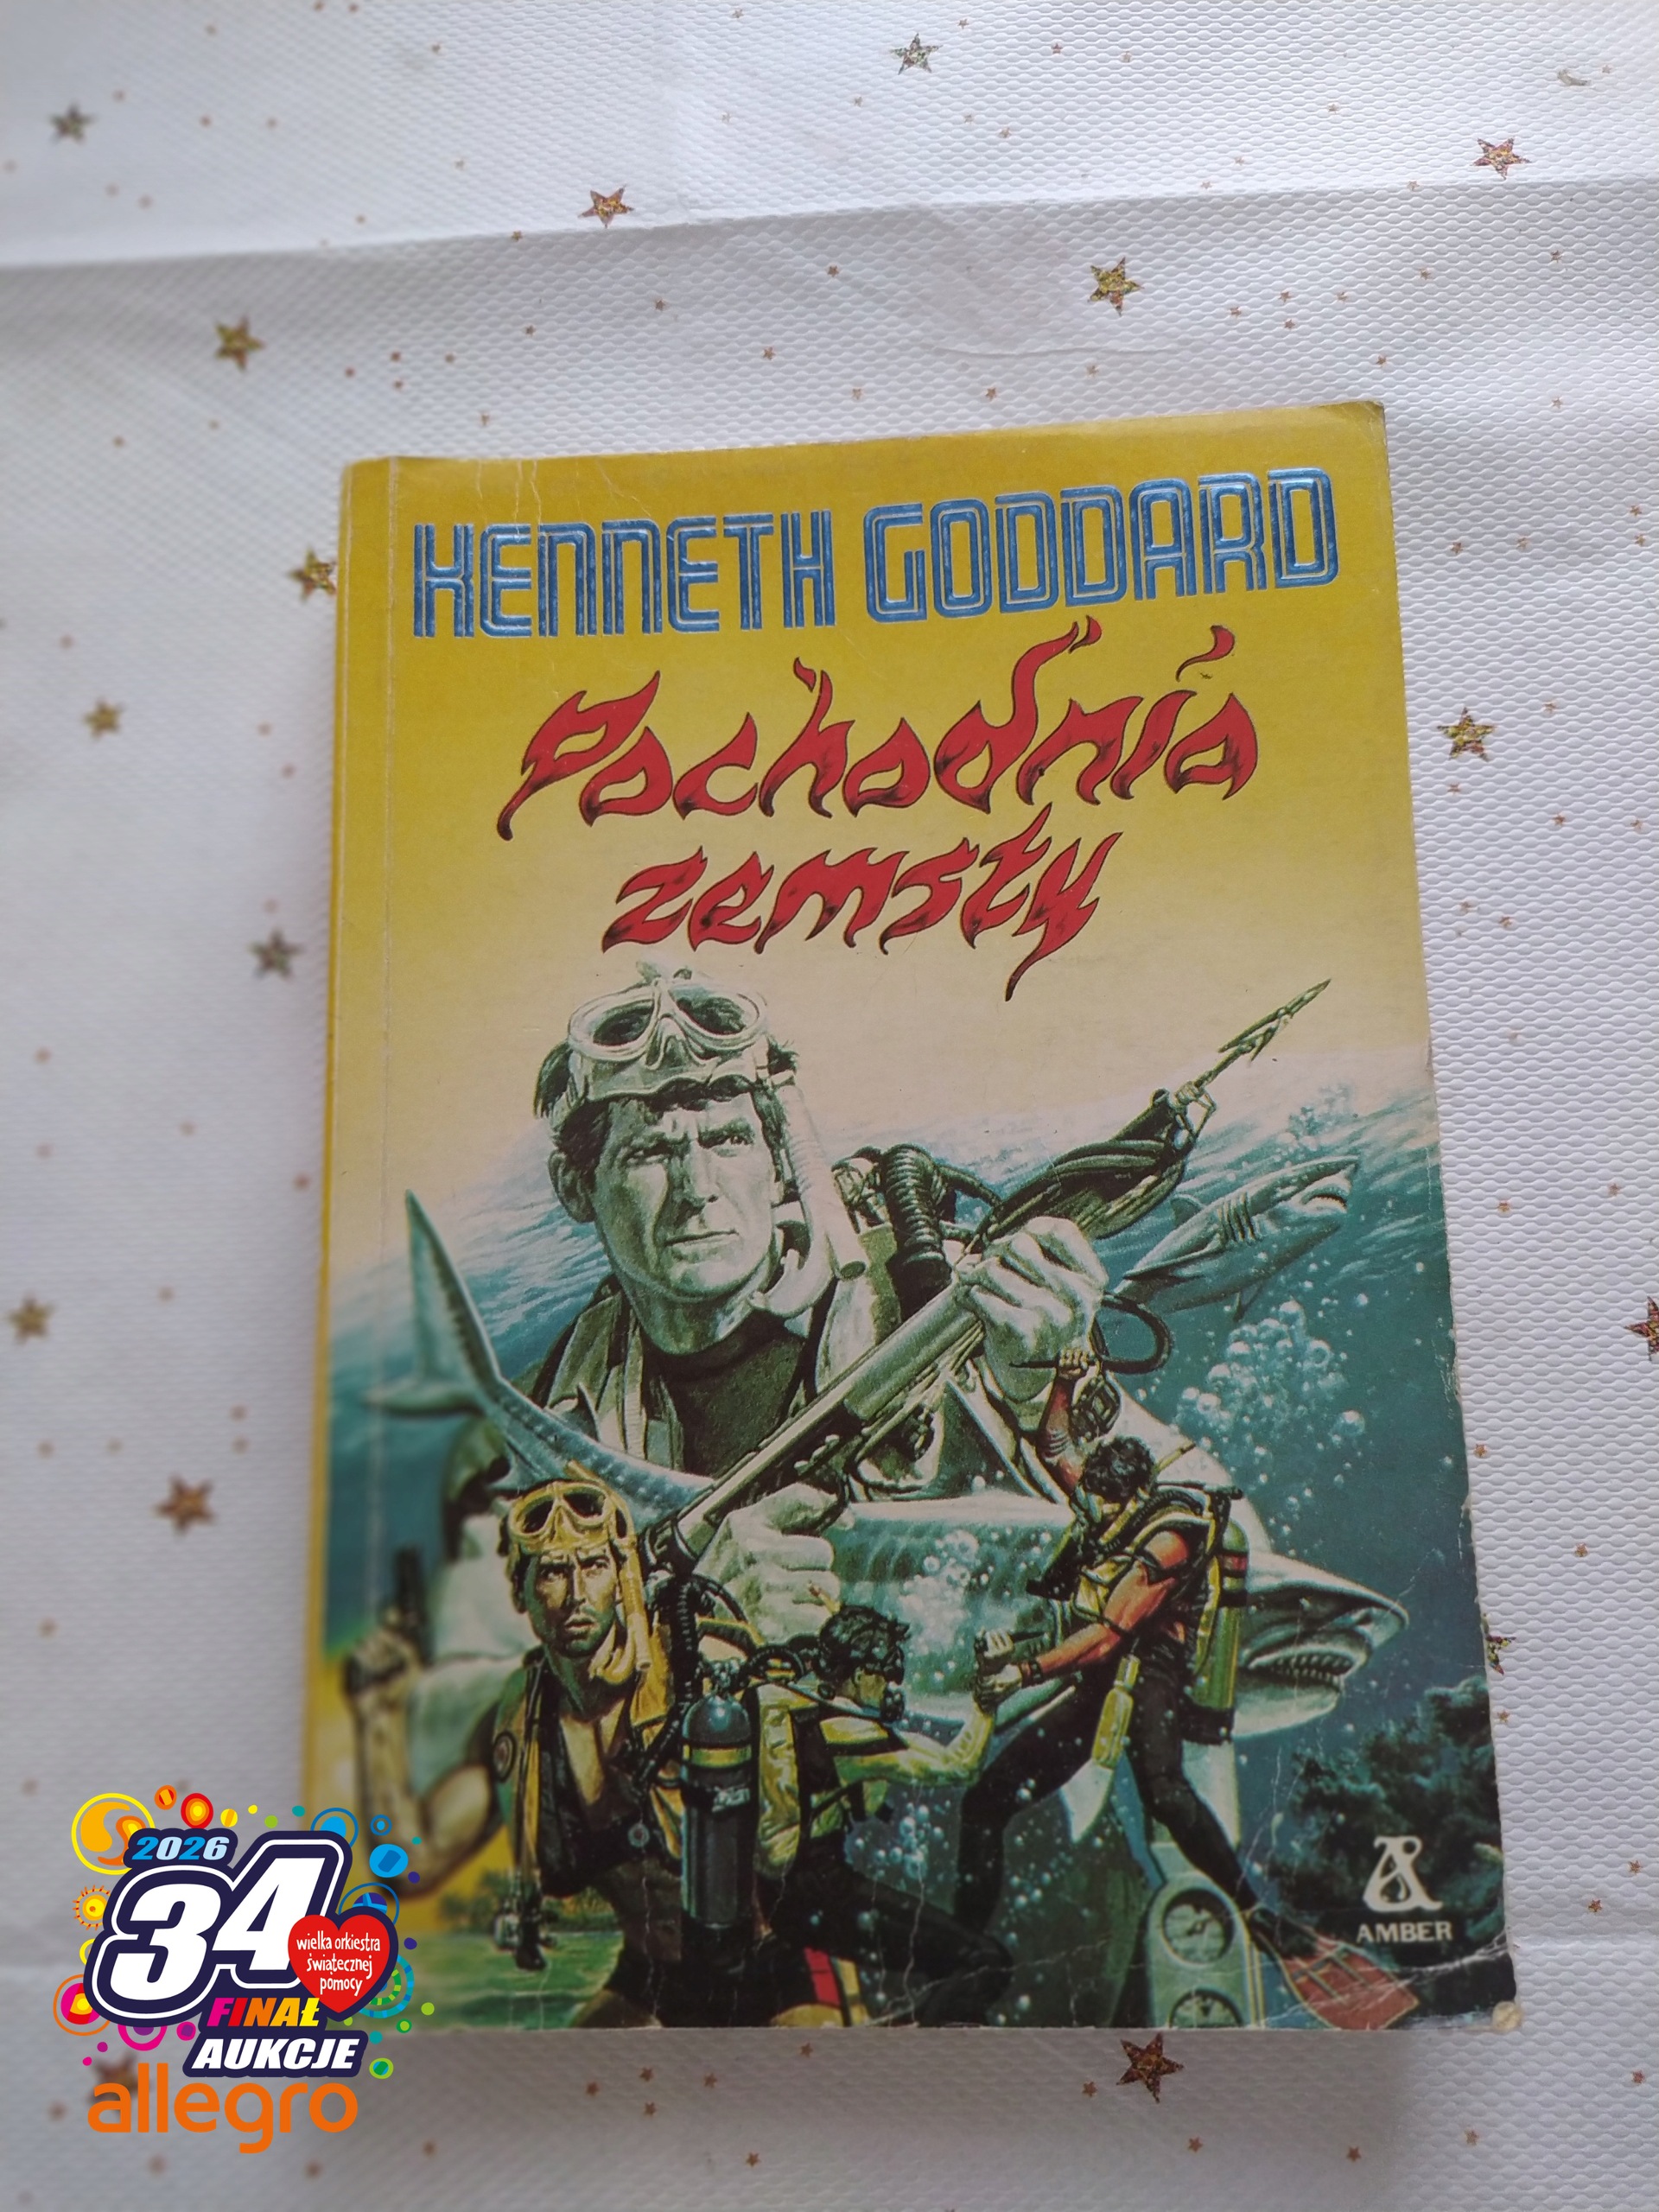 KENNETH GODDARD
Pochodnia
zemsty
AMBER
2026
34
wielka orkiestra
świątecznej
pomocy
FINAŁ
AUKCJE
allegro